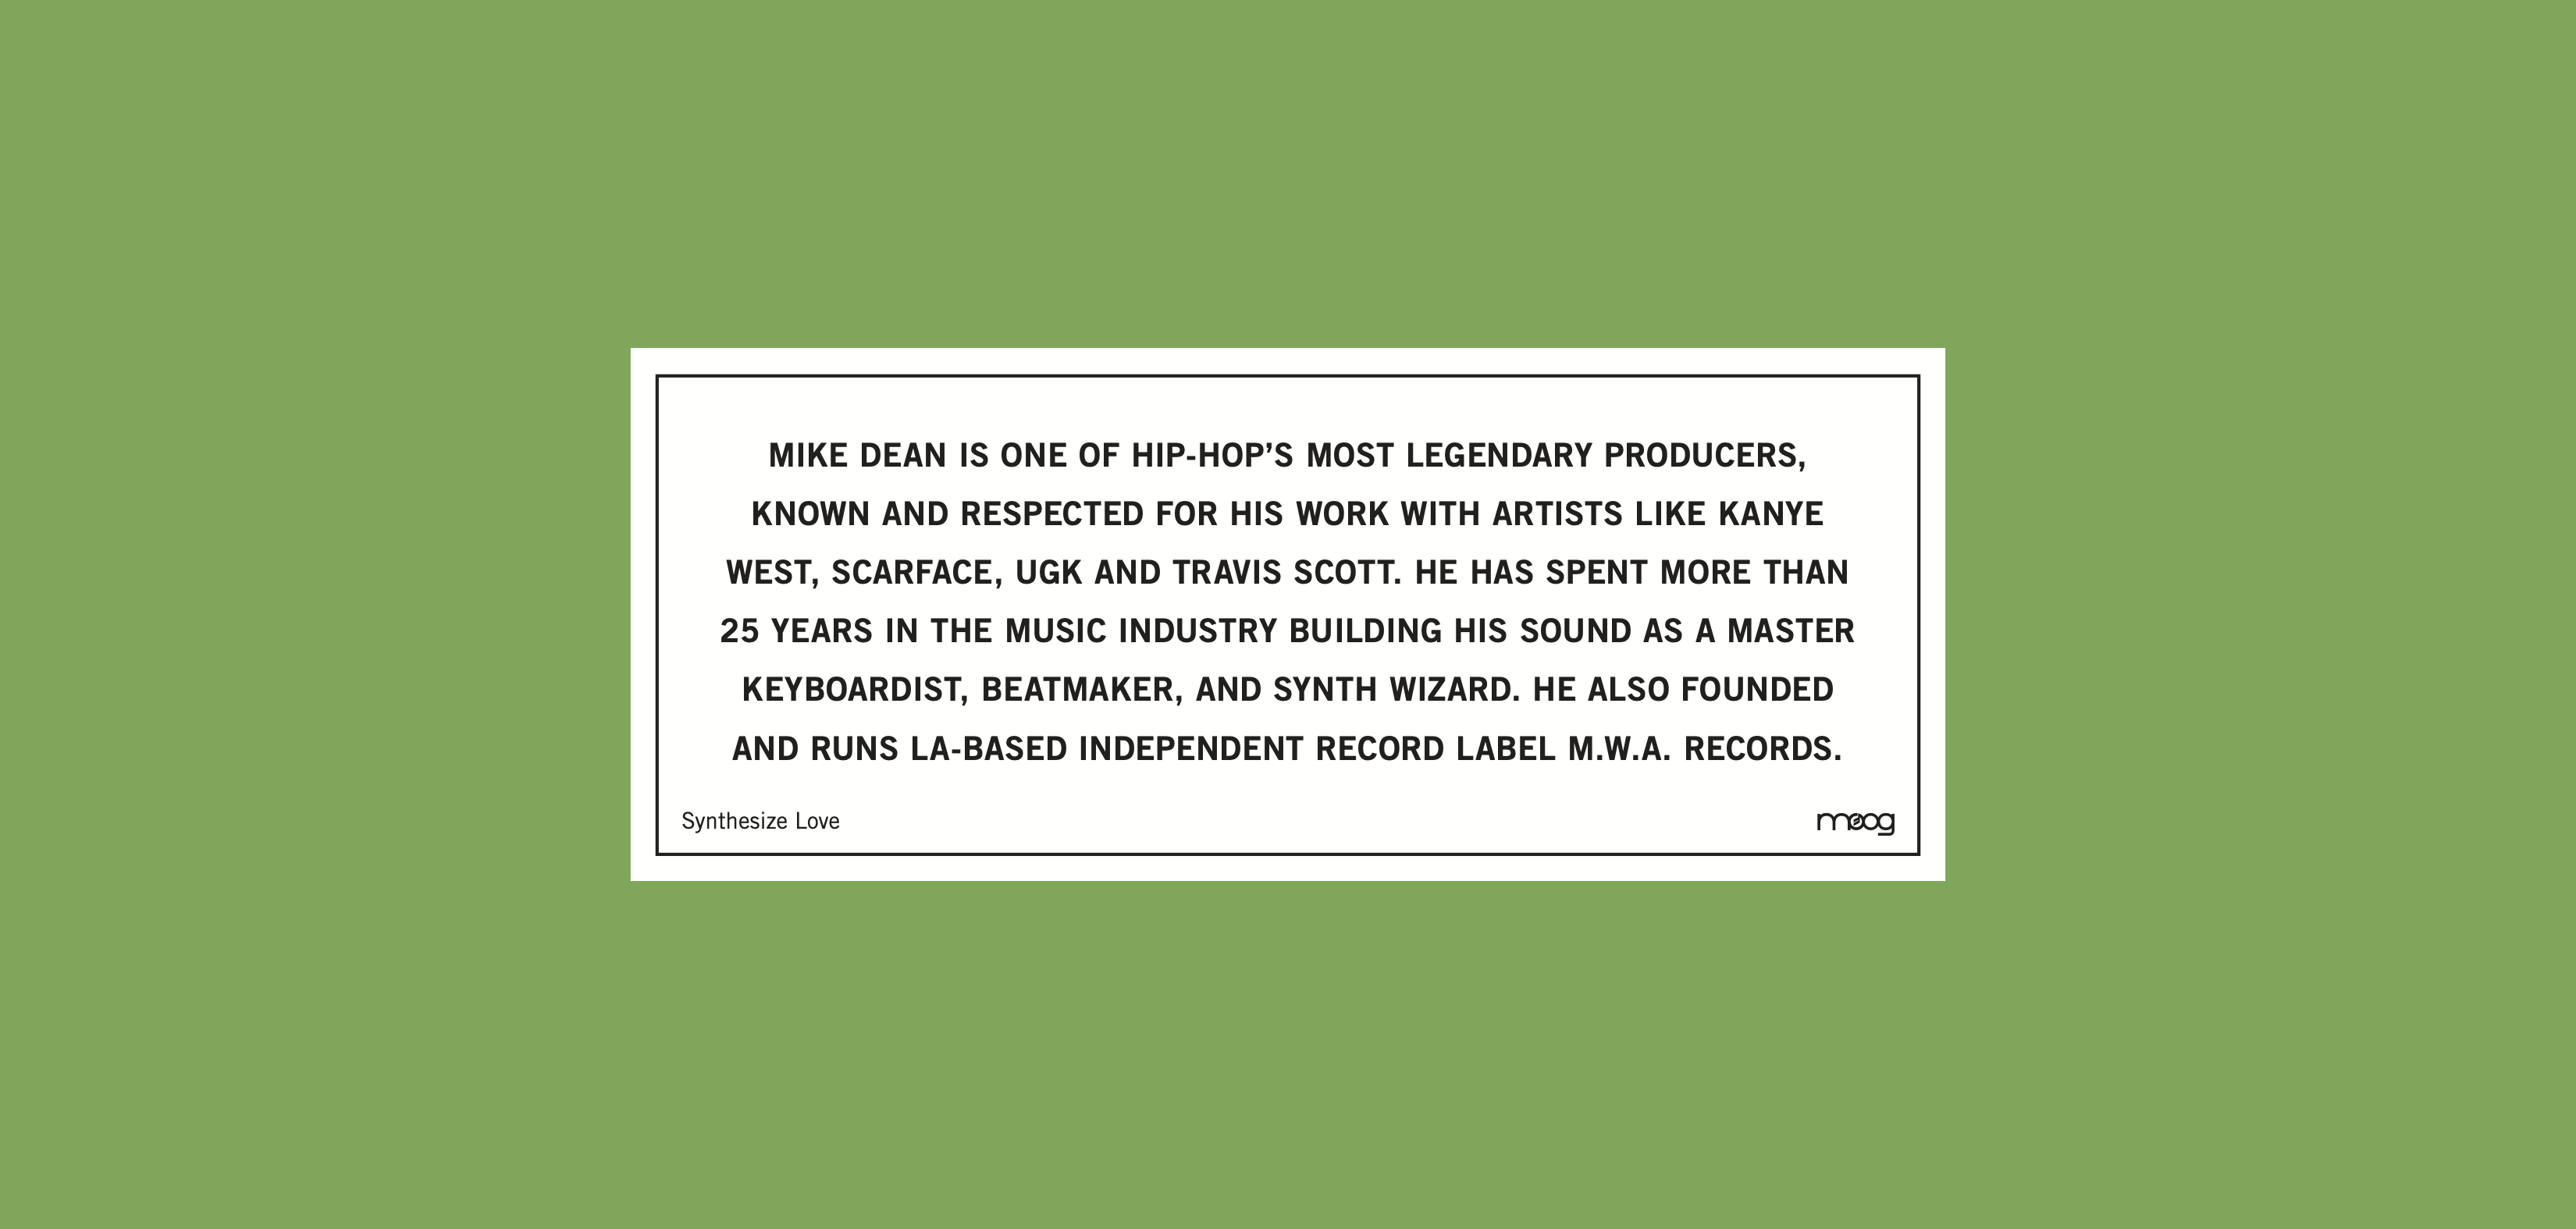 MIKE DEAN IS ONE OF HIP-HOP’S MOST LEGENDARY PRODUCERS,
KNOWN AND RESPECTED FOR HIS WORK WITH ARTISTS LIKE KANYE
WEST, SCARFACE, UGK AND TRAVIS SCOTT. HE HAS SPENT MORE THAN
25 YEARS IN THE MUSIC INDUSTRY BUILDING HIS SOUND AS A MASTER
KEYBOARDIST, BEATMAKER, AND SYNTH WIZARD. HE ALSO FOUNDED
AND RUNS LA-BASED INDEPENDENT RECORD LABEL M.W.A. RECORDS.
Synthesize Love
moog